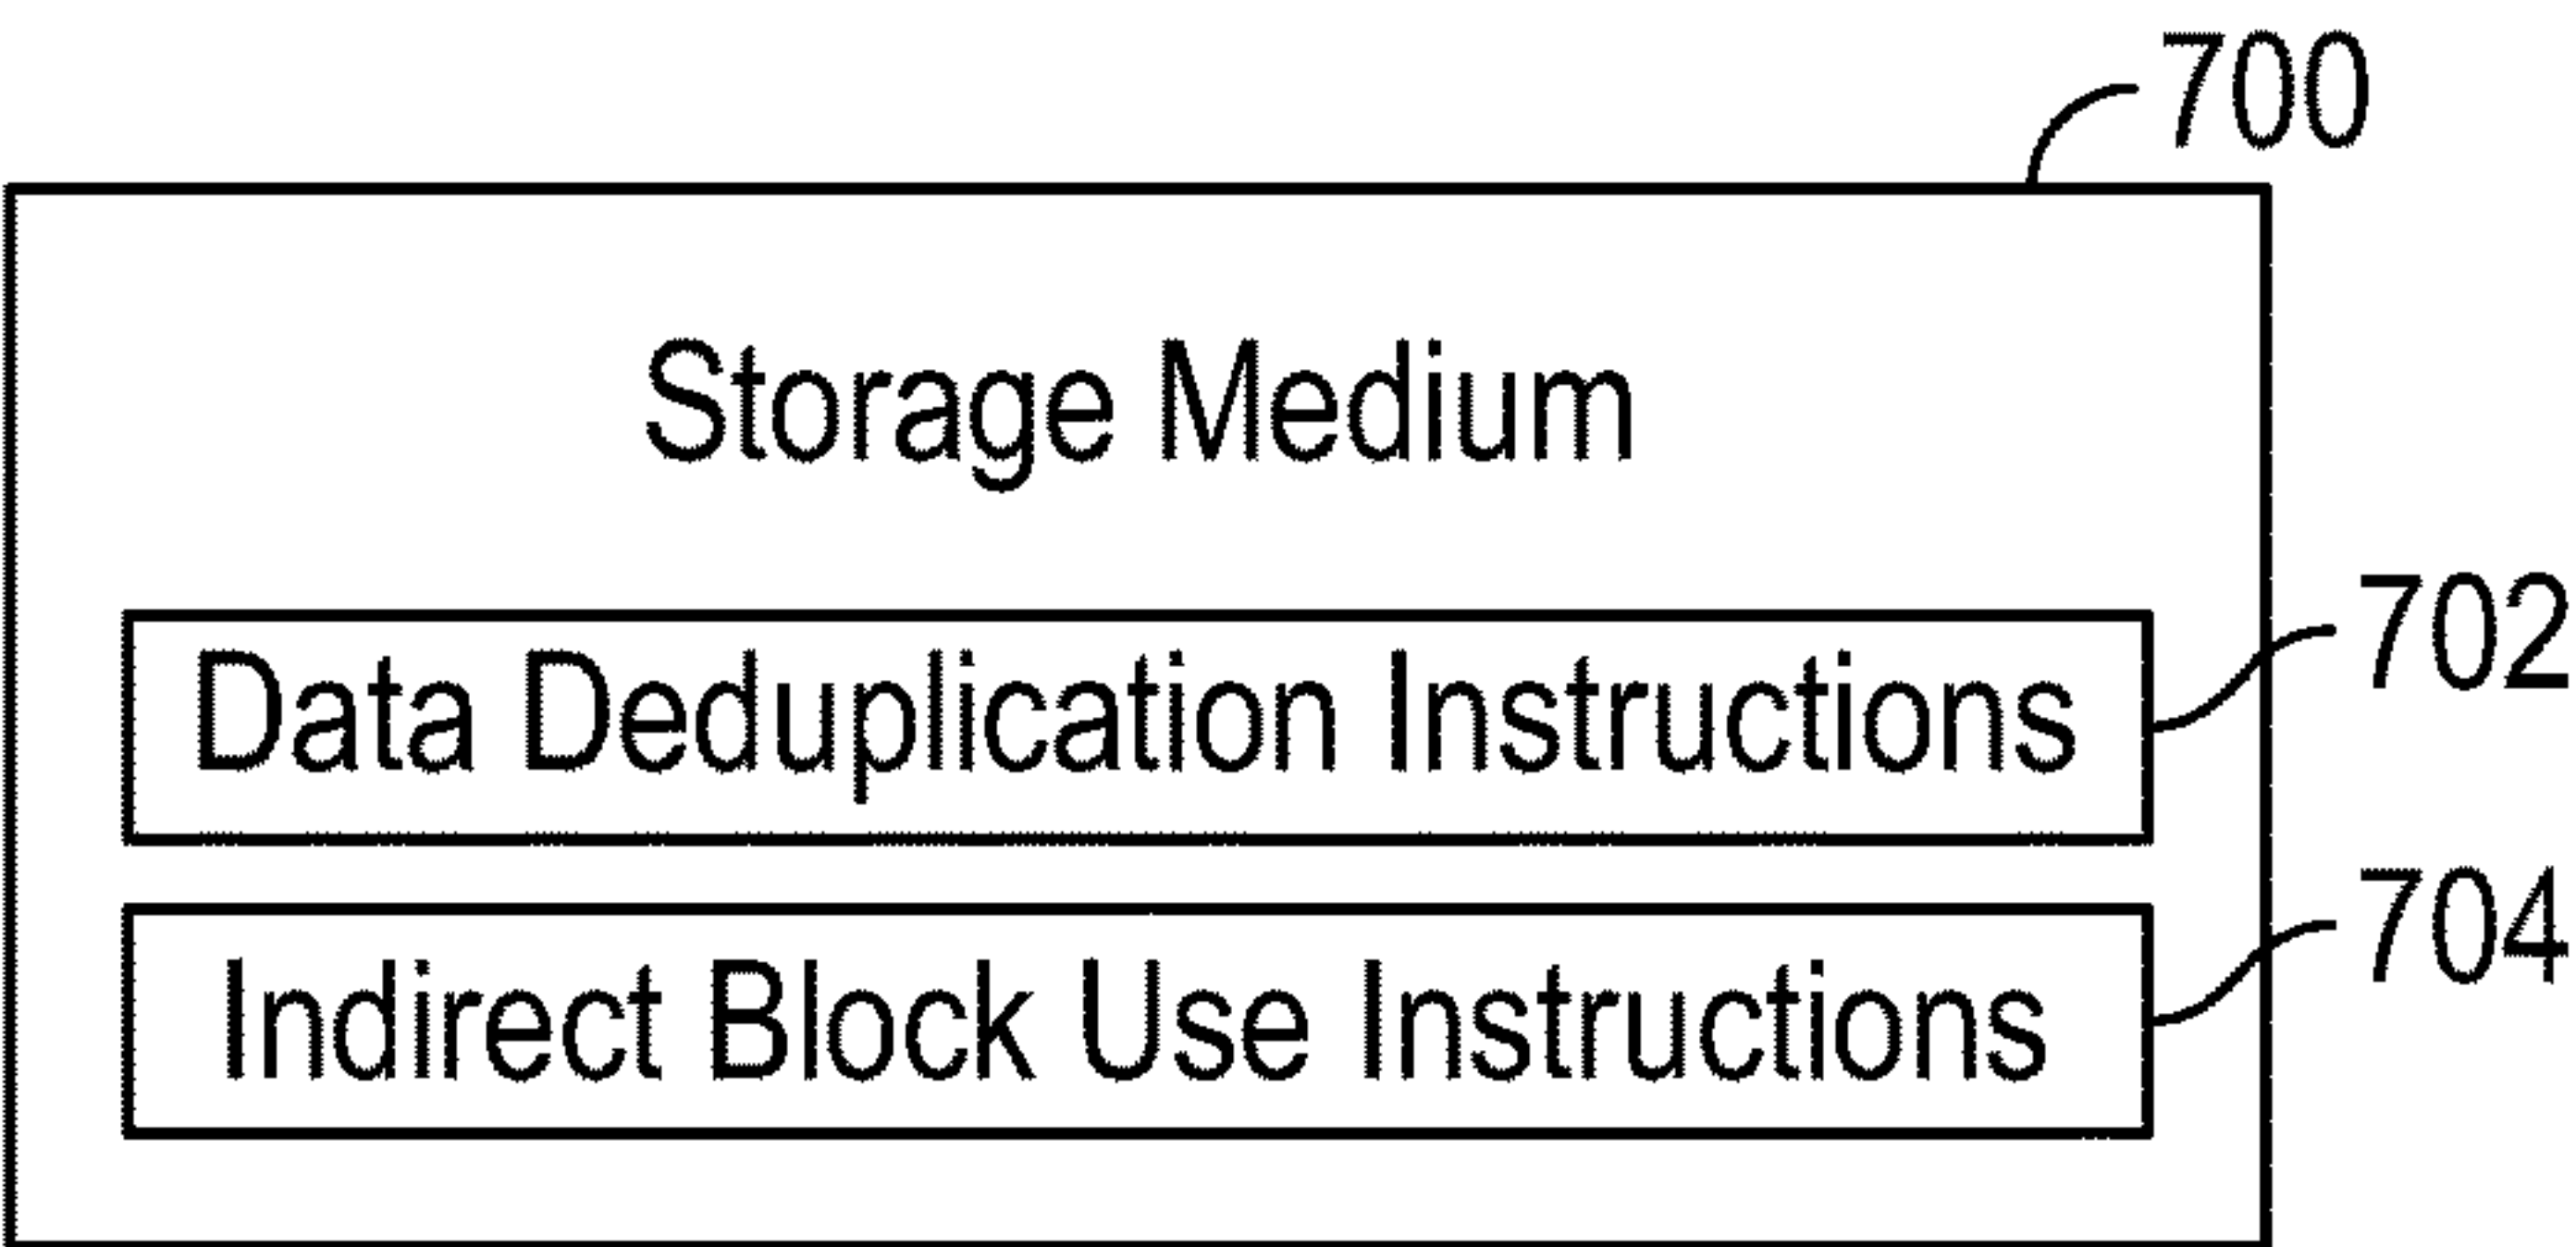 700
Storage Medium
Data Deduplication Instructions
702
Indirect Block Use Instructions
704